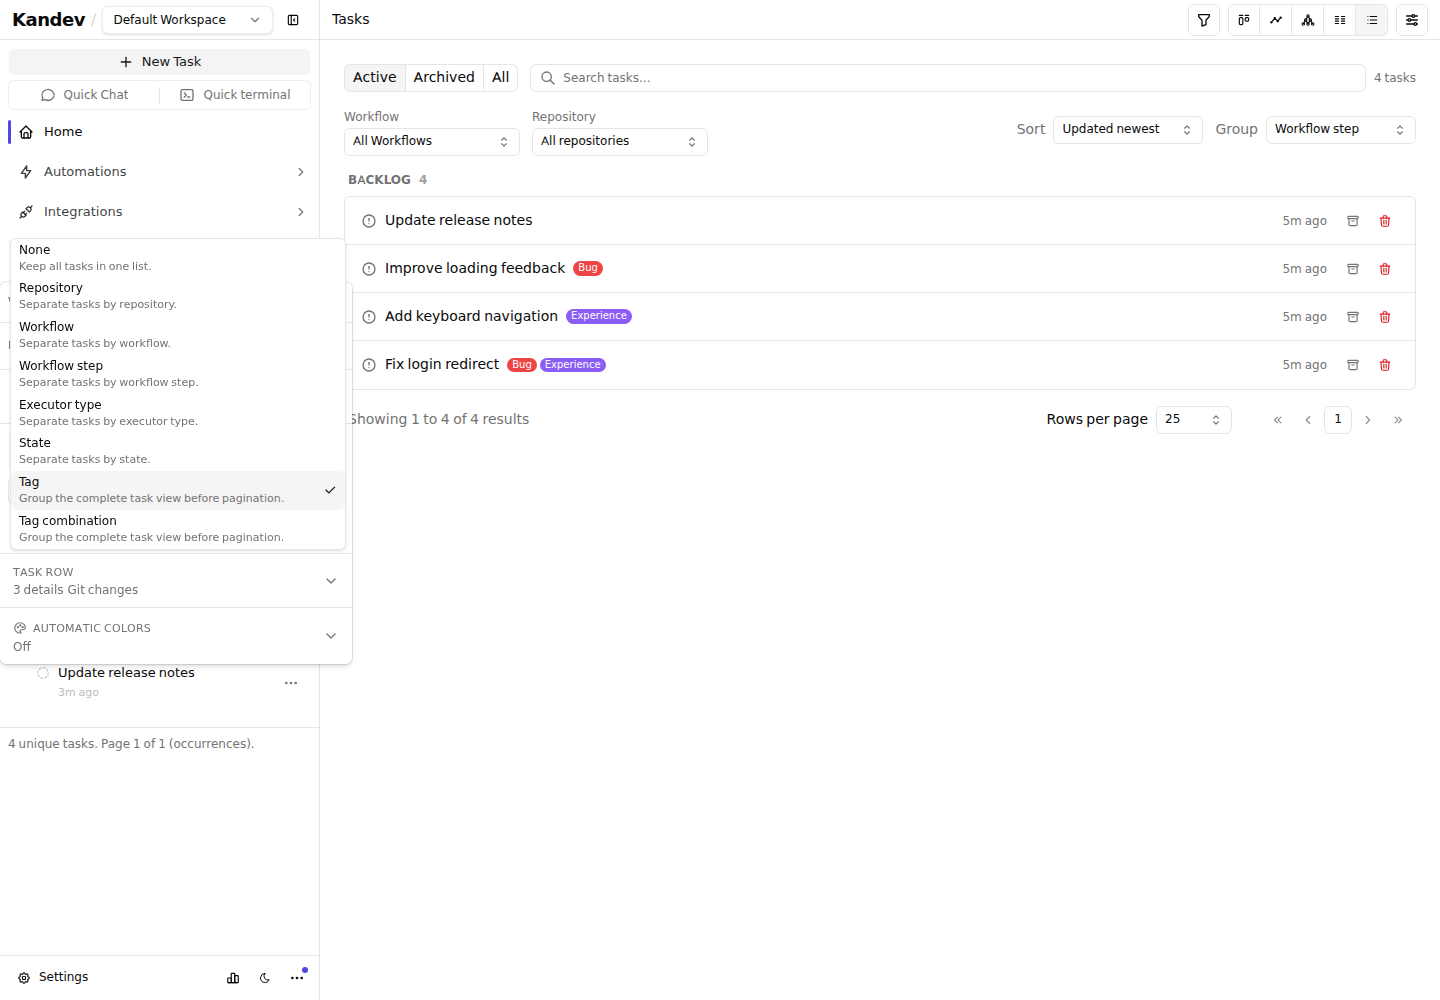 Kandev / Default Workspace
Tasks
New Task
Quick Chat
Quick terminal
Home
Automations
Integrations
None
Keep all tasks in one list.
Repository
Separate tasks by repository.
Workflow
Separate tasks by workflow.
Workflow step
Separate tasks by workflow step.
Executor type
Separate tasks by executor type.
State
Separate tasks by state.
Tag
Group the complete task view before pagination.
Tag combination
Group the complete task view before pagination.
TASK ROW
3 details Git changes
AUTOMATIC COLORS
Off
Update release notes
3m ago
4 unique tasks. Page 1 of 1 (occurrences).
Settings
Active Archived All
Search tasks...
4 tasks
Workflow
All Workflows
Repository
All repositories
Sort Updated newest
Group Workflow step
BACKLOG 4
Update release notes 5m ago
Improve loading feedback Bug 5m ago
Add keyboard navigation Experience 5m ago
Fix login redirect Bug Experience 5m ago
Showing 1 to 4 of 4 results
Rows per page 25 « ‹ 1 › »